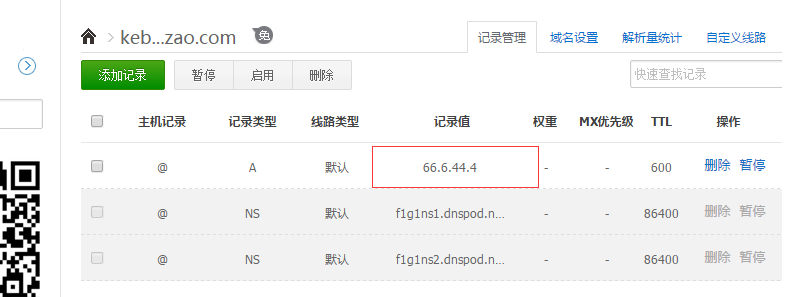 keb...zao.com 免 记录管理 域名设置 解析量统计 自定义线路
添加记录 暂停 启用 删除 快速查找记录
主机记录 记录类型 线路类型 记录值 权重 MX优先级 TTL 操作
@ A 默认 66.6.44.4 - - 600 删除 暂停
@ NS 默认 f1g1ns1.dnspod.n... - - 86400 删除 暂停
@ NS 默认 f1g1ns2.dnspod.n... - - 86400 删除 暂停